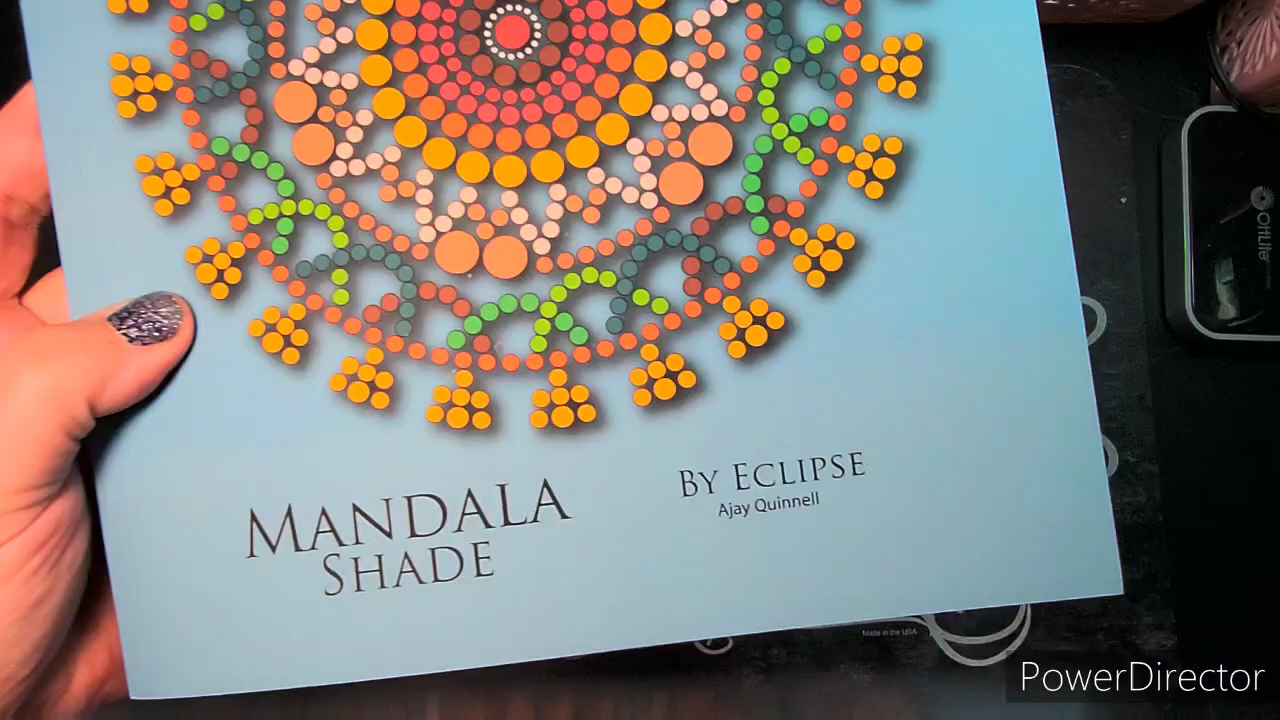 OttLite
BY ECLIPSE
Ajay Quinnell
MANDALA
SHADE
Made in the USA
PowerDirector